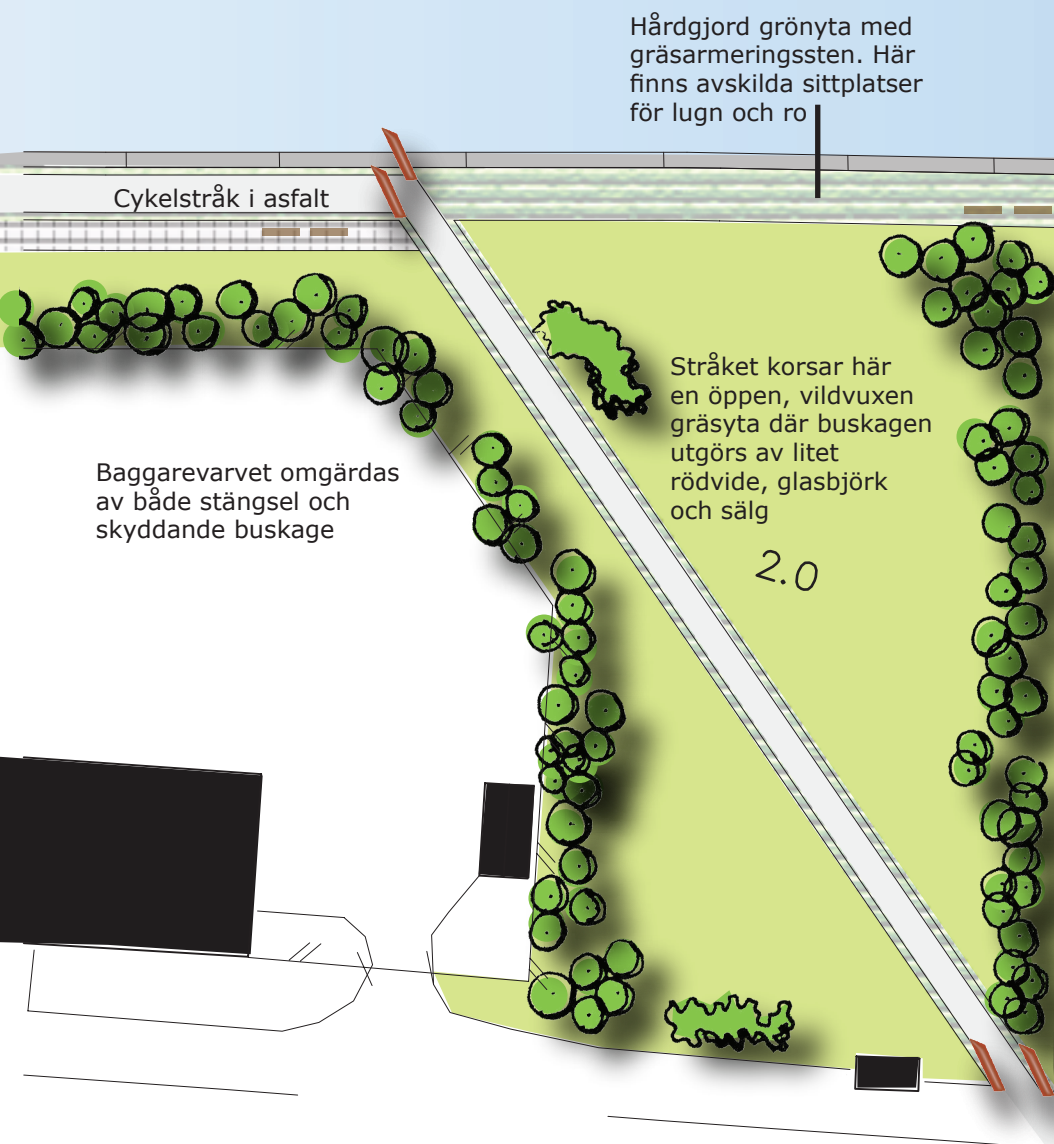 Hårdgjord grönyta med
gräsarmeringssten. Här
finns avskilda sittplatser
för lugn och ro
Cykelstråk i asfalt
Stråket korsar här
en öppen, vildvuxen
gräsyta där buskagen
utgörs av litet
rödvide, glasbjörk
och sälg
Baggarevarvet omgärdas
av både stängsel och
skyddande buskage
2.0